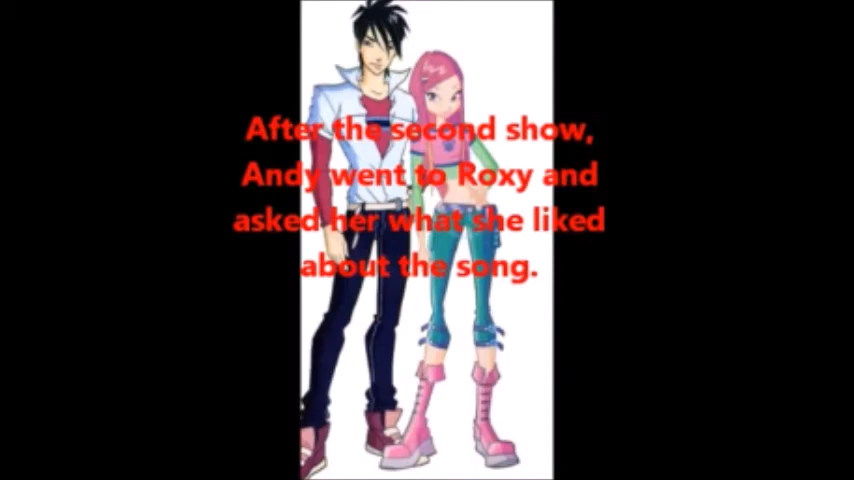 After the second show,
Andy went to Roxy and
asked her what she liked
about the song.